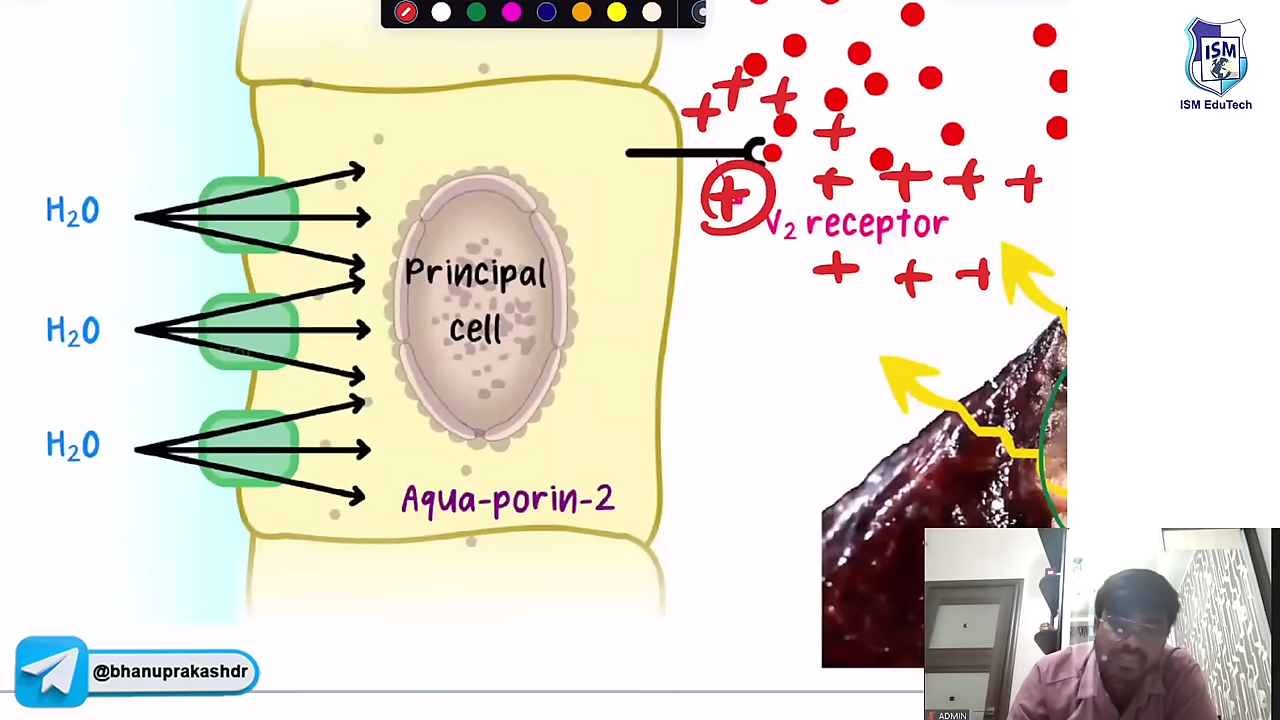 ISM
ISM EduTech
H₂O
V₂ receptor
Principal
cell
H₂O
H₂O
Aqua-porin-2
@bhanuprakashdr
ADMIN